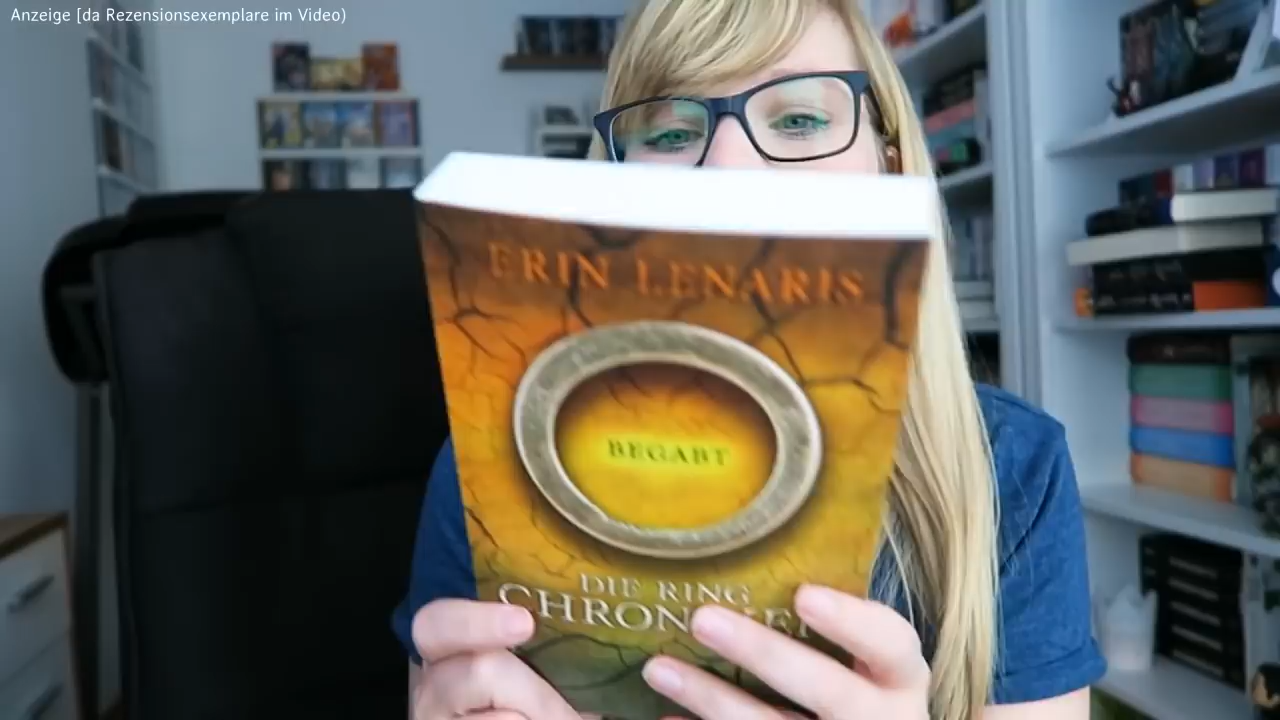 Anzeige [da Rezensionsexemplare im Video)
ERIN LENARIS
BEGABT
DIE RING